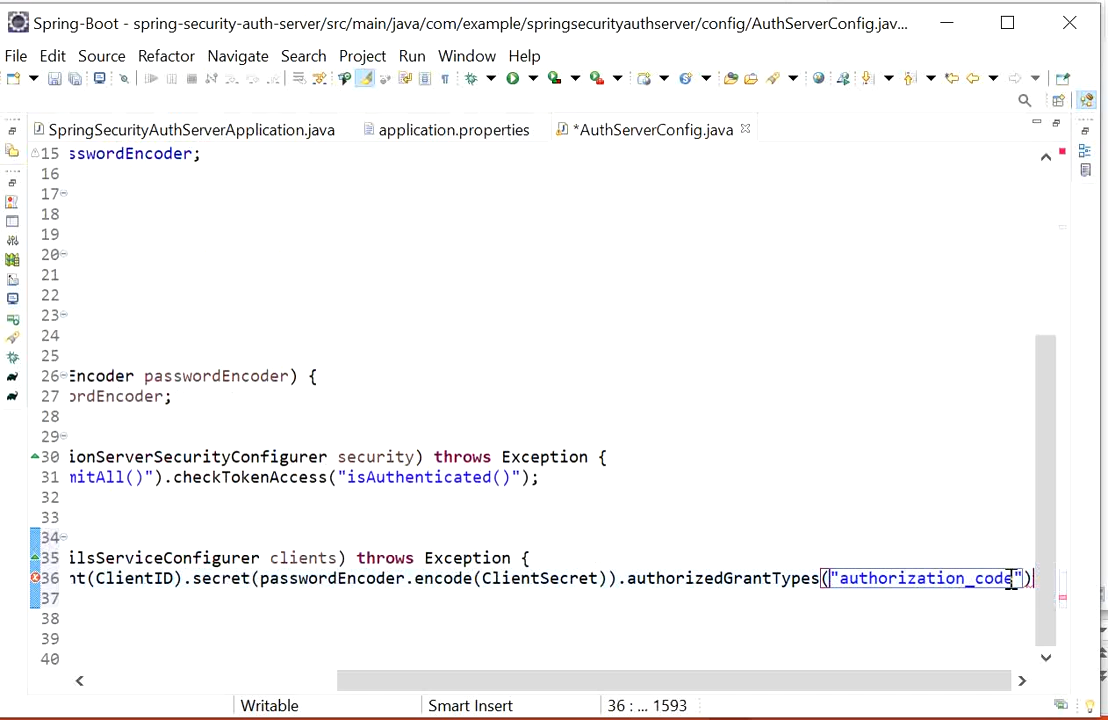 Spring-Boot - spring-security-auth-server/src/main/java/com/example/springsecurityauthserver/config/AuthServerConfig.jav...
File Edit Source Refactor Navigate Search Project Run Window Help
SpringSecurityAuthServerApplication.java application.properties *AuthServerConfig.java
15 sswordEncoder;
16
17
18
19
20
21
22
23
24
25
26 Encoder passwordEncoder) {
27 ordEncoder;
28
29
30 ionServerSecurityConfigurer security) throws Exception {
31 mitAll()").checkTokenAccess("isAuthenticated()");
32
33
34
35 ilsServiceConfigurer clients) throws Exception {
36 nt(ClientID).secret(passwordEncoder.encode(ClientSecret)).authorizedGrantTypes("authorization_code")
37
38
39
40
Writable Smart Insert 36 : ... 1593